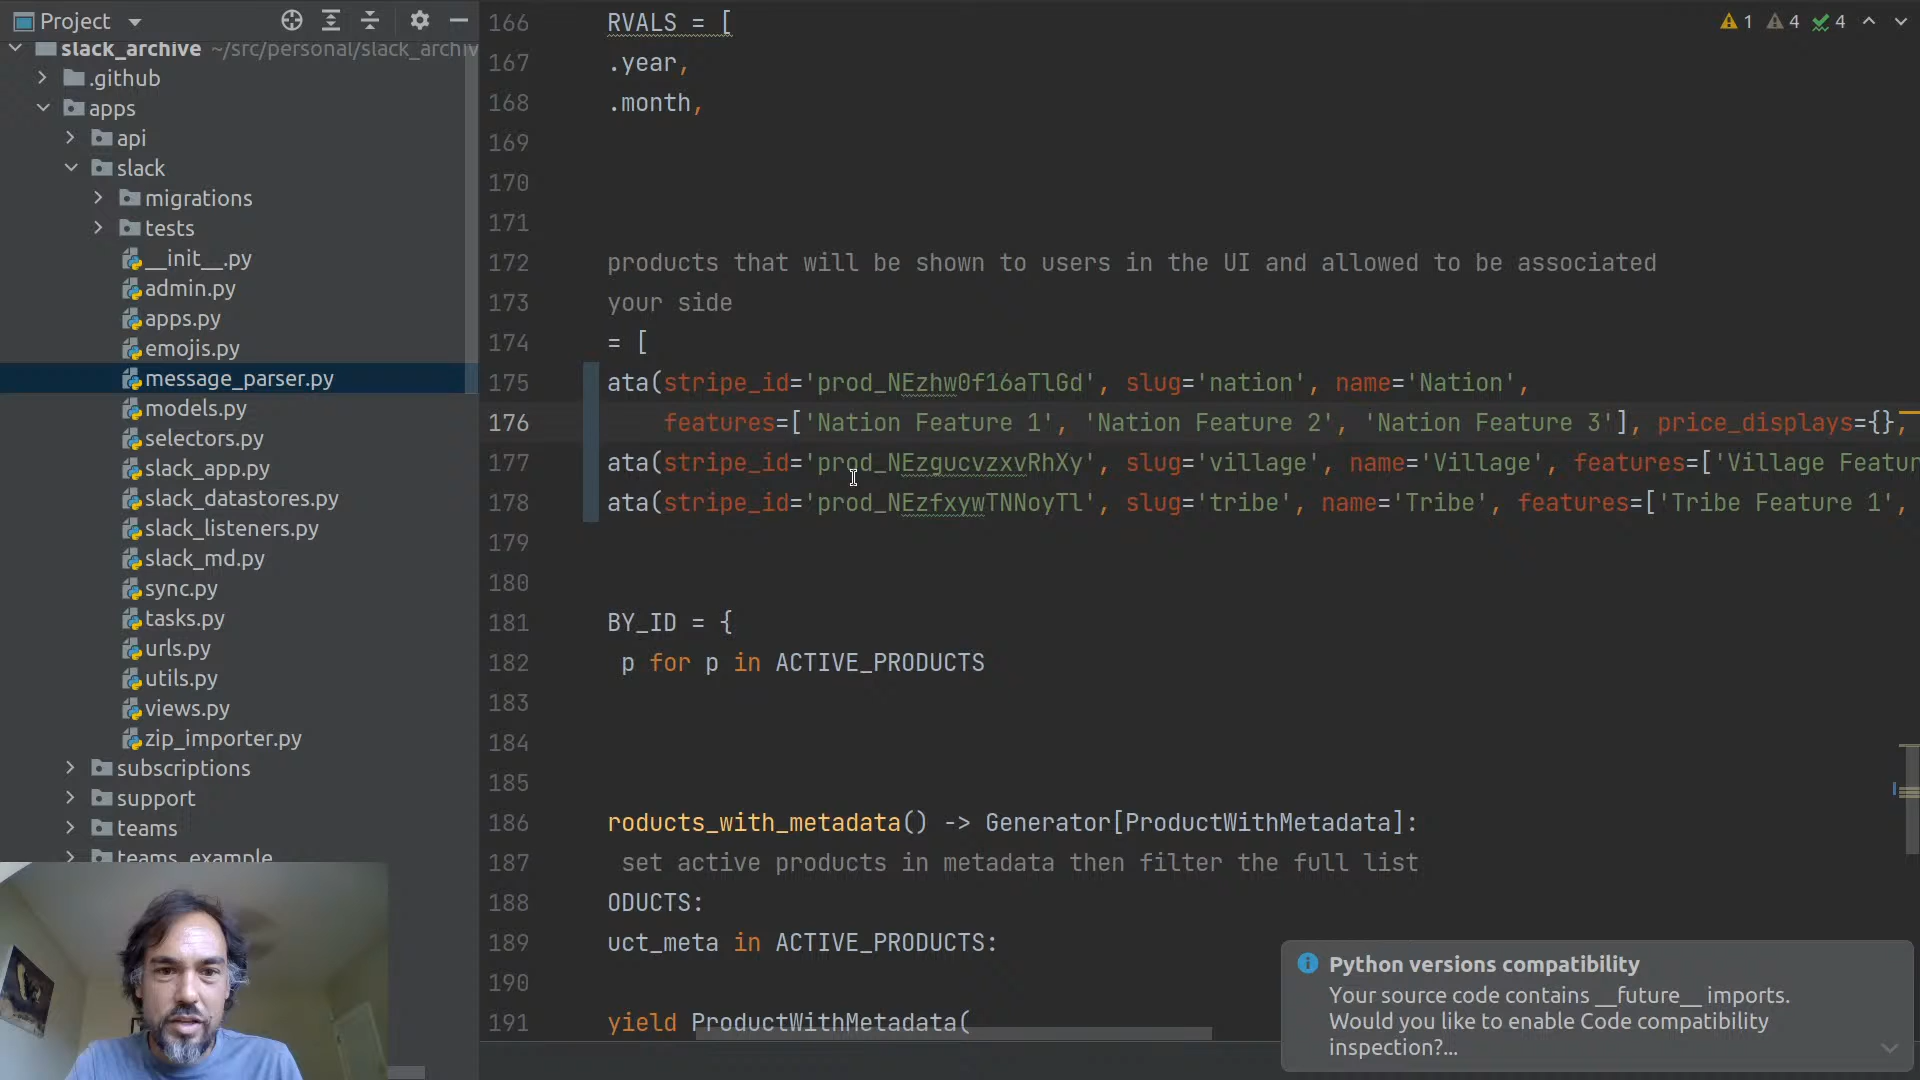 Project
slack_archive ~/src/personal/slack_archiv
.github
apps
api
slack
migrations
tests
__init__.py
admin.py
apps.py
emojis.py
message_parser.py
models.py
selectors.py
slack_app.py
slack_datastores.py
slack_listeners.py
slack_md.py
sync.py
tasks.py
urls.py
utils.py
views.py
zip_importer.py
subscriptions
support
teams
teams_example
1 4 4
166 RVALS = [
167 .year,
168 .month,
169
170
171
172 products that will be shown to users in the UI and allowed to be associated
173 your side
174 = [
175 ata(stripe_id='prod_NEzhw0f16aTlGd', slug='nation', name='Nation',
176 features=['Nation Feature 1', 'Nation Feature 2', 'Nation Feature 3'], price_displays={},
177 ata(stripe_id='prod_NEzgucvzxvRhXy', slug='village', name='Village', features=['Village Featur
178 ata(stripe_id='prod_NEzfxywTNNoyTl', slug='tribe', name='Tribe', features=['Tribe Feature 1',
179
180
181 BY_ID = {
182 p for p in ACTIVE_PRODUCTS
183
184
185
186 roducts_with_metadata() -> Generator[ProductWithMetadata]:
187 set active products in metadata then filter the full list
188 ODUCTS:
189 uct_meta in ACTIVE_PRODUCTS:
190
191 yield ProductWithMetadata(
Python versions compatibility
Your source code contains __future__ imports.
Would you like to enable Code compatibility
inspection?...